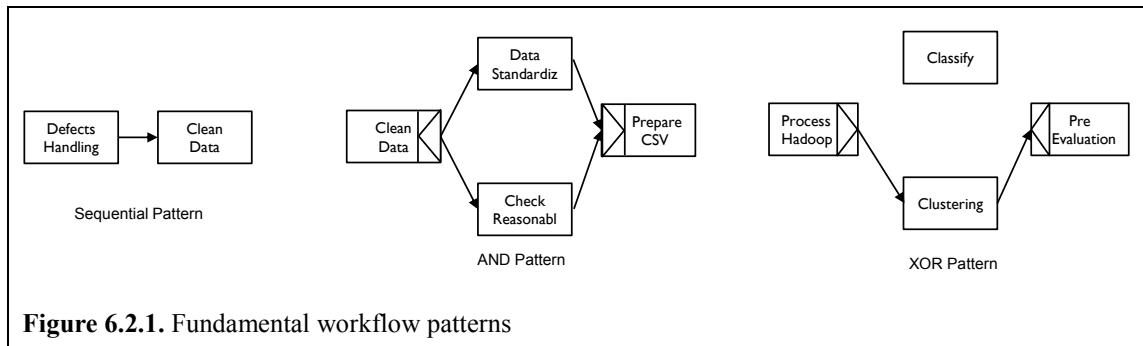 Defects
Handling
Clean
Data
Sequential Pattern
Clean
Data
Data
Standardiz
Check
Reasonabl
Prepare
CSV
AND Pattern
Process
Hadoop
Classify
Clustering
Pre
Evaluation
XOR Pattern
Figure 6.2.1. Fundamental workflow patterns